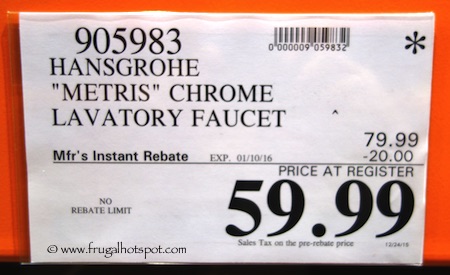 905983
0000009059832
*
HANSGROHE
"METRIS" CHROME
LAVATORY FAUCET
79.99
Mfr's Instant Rebate EXP. 01/10/16 -20.00
PRICE AT REGISTER
NO
REBATE LIMIT
59.99
Sales Tax on the pre-rebate price
12/24/15
© www.frugalhotspot.com